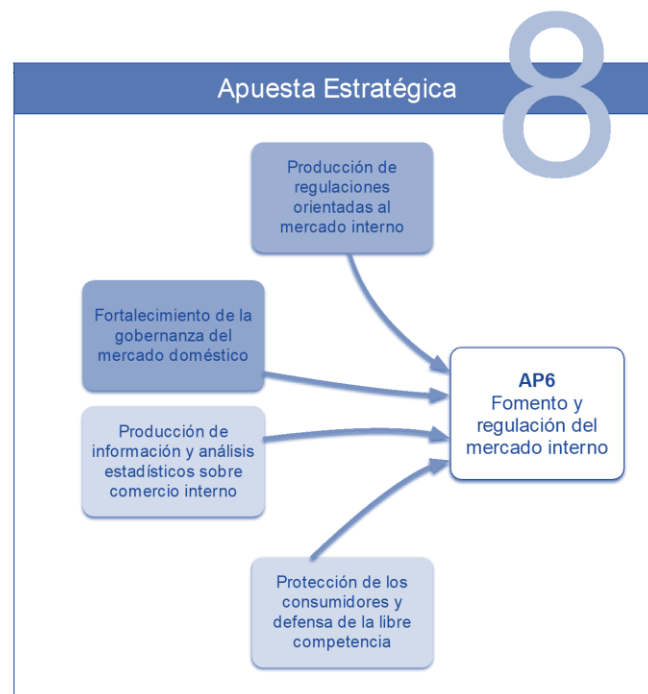 8
Apuesta Estratégica
Producción de
regulaciones
orientadas al
mercado interno
Fortalecimiento de la
gobernanza del
mercado doméstico
AP6
Fomento y
regulación del
mercado interno
Producción de
información y análisis
estadísticos sobre
comercio interno
Protección de los
consumidores y
defensa de la libre
competencia